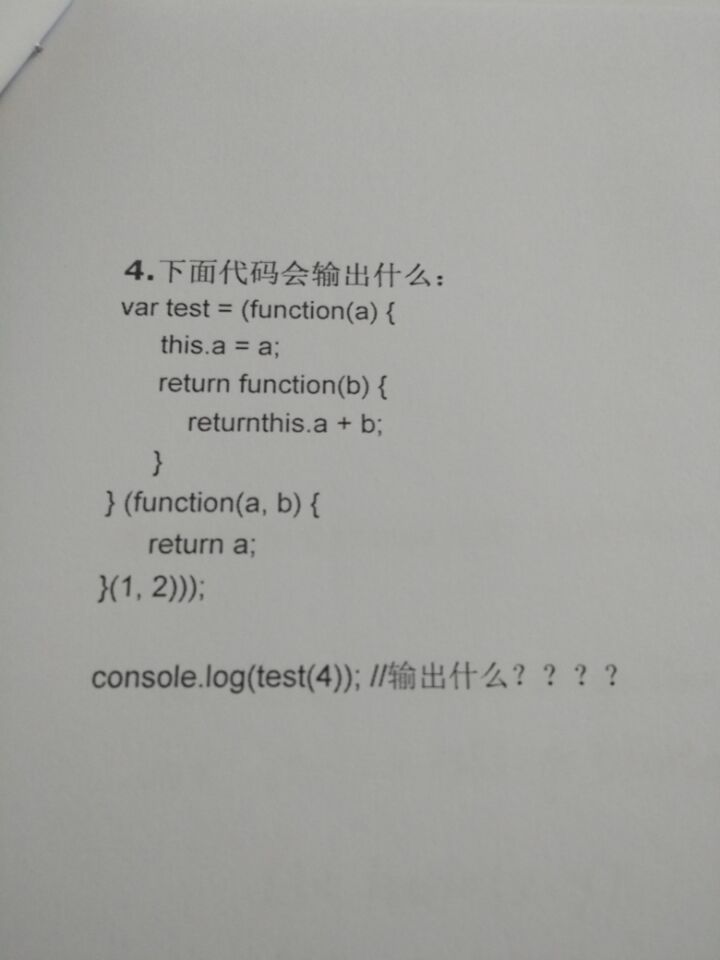 4.下面代码会输出什么：
var test = (function(a) {
this.a = a;
return function(b) {
returnthis.a + b;
}
} (function(a, b) {
return a;
}(1, 2)));
console.log(test(4)); //输出什么？？？？